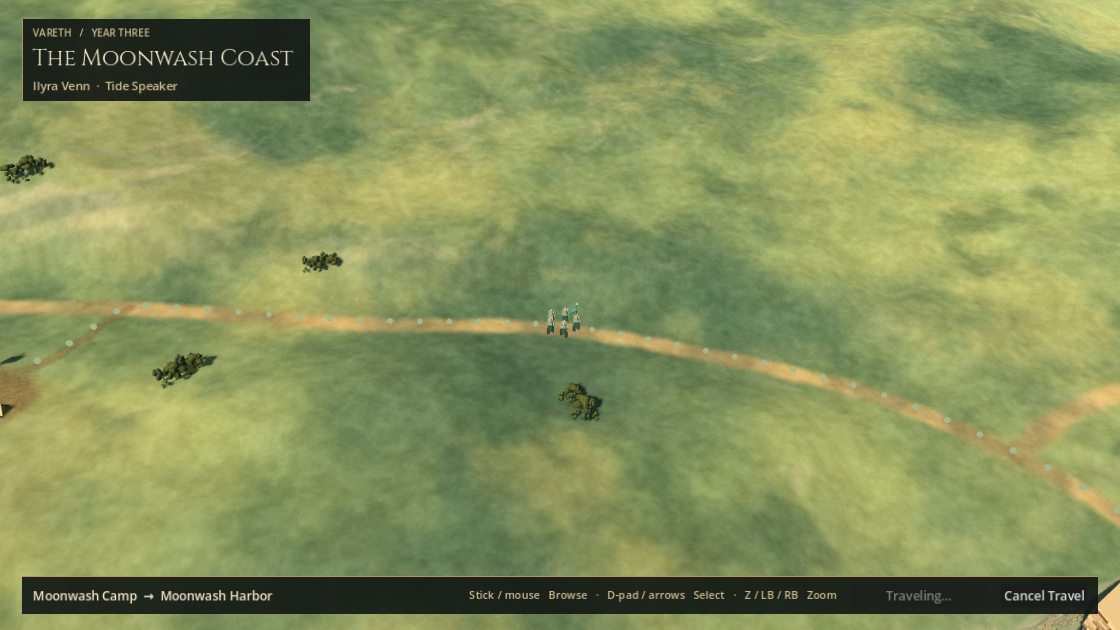 VARETH / YEAR THREE
The Moonwash Coast
Ilyra Venn · Tide Speaker
Moonwash Camp → Moonwash Harbor Stick / mouse Browse · D-pad / arrows Select · Z / LB / RB Zoom Traveling... Cancel Travel